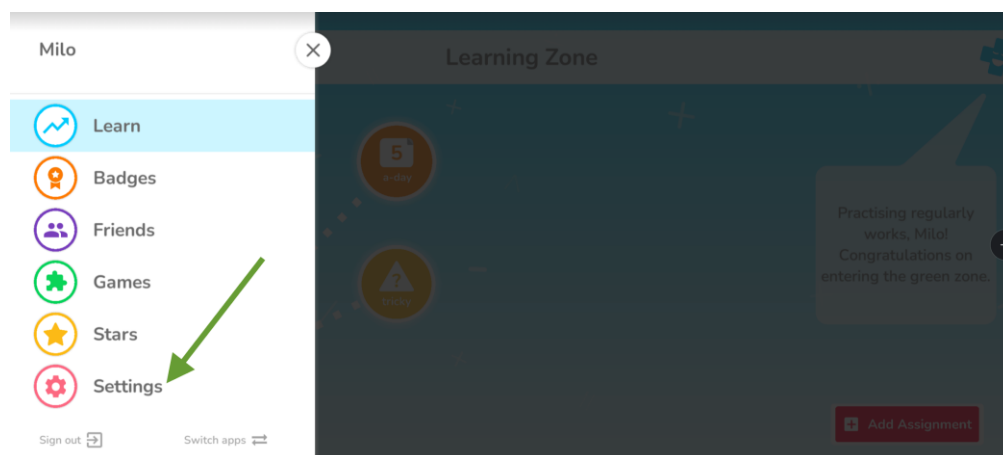 Milo
Learning Zone
Learn
Badges
Friends
Games
Stars
Settings
Sign out
Switch apps
5
a-day
?
tricky
Practising regularly
works, Milo!
Congratulations on
entering the green zone.
Add Assignment